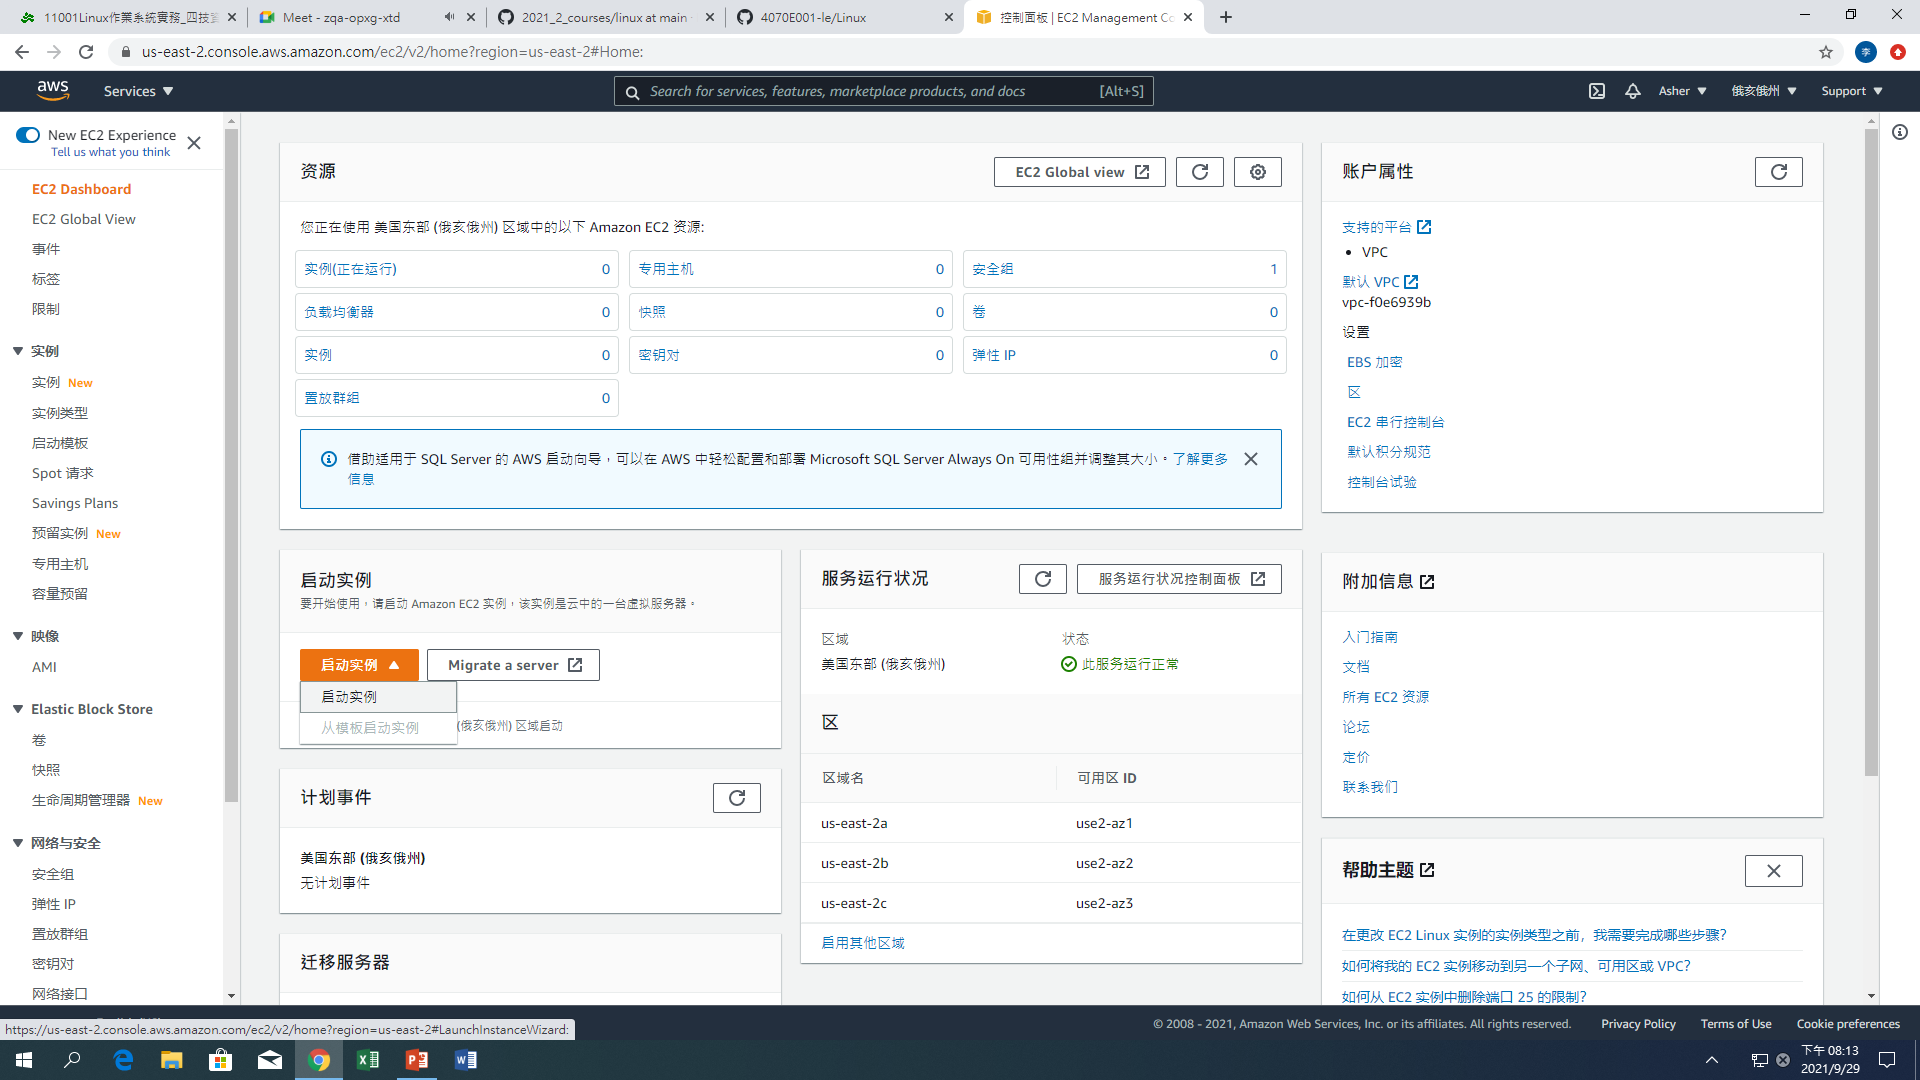 11001Linux作業系統實務_四技資
Meet - zqa-opxg-xtd
2021_2_courses/linux at main
4070E001-le/Linux
控制面板 | EC2 Management Co
us-east-2.console.aws.amazon.com/ec2/v2/home?region=us-east-2#Home:
李
aws
Services
Search for services, features, marketplace products, and docs
[Alt+S]
Asher
俄亥俄州
Support
New EC2 Experience
Tell us what you think
EC2 Dashboard
EC2 Global View
事件
标签
限制
实例
实例 New
实例类型
启动模板
Spot 请求
Savings Plans
预留实例 New
专用主机
容量预留
映像
AMI
Elastic Block Store
卷
快照
生命周期管理器 New
网络与安全
安全组
弹性 IP
置放群组
密钥对
网络接口
资源
EC2 Global view
您正在使用 美国东部 (俄亥俄州) 区域中的以下 Amazon EC2 资源:
实例(正在运行) 0
专用主机 0
安全组 1
负载均衡器 0
快照 0
卷 0
实例 0
密钥对 0
弹性 IP 0
置放群组 0
借助适用于 SQL Server 的 AWS 启动向导，可以在 AWS 中轻松配置和部署 Microsoft SQL Server Always On 可用性组并调整其大小。了解更多
信息
启动实例
要开始使用，请启动 Amazon EC2 实例，该实例是云中的一台虚拟服务器。
启动实例
Migrate a server
启动实例
从模板启动实例
(俄亥俄州) 区域启动
计划事件
美国东部 (俄亥俄州)
无计划事件
迁移服务器
服务运行状况
服务运行状况控制面板
区域
状态
美国东部 (俄亥俄州)
此服务运行正常
区
区域名
可用区 ID
us-east-2a
use2-az1
us-east-2b
use2-az2
us-east-2c
use2-az3
启用其他区域
账户属性
支持的平台
VPC
默认 VPC
vpc-f0e6939b
设置
EBS 加密
区
EC2 串行控制台
默认积分规范
控制台试验
附加信息
入门指南
文档
所有 EC2 资源
论坛
定价
联系我们
帮助主题
在更改 EC2 Linux 实例的实例类型之前，我需要完成哪些步骤?
如何将我的 EC2 实例移动到另一个子网、可用区或 VPC?
如何从 EC2 实例中删除端口 25 的限制?
https://us-east-2.console.aws.amazon.com/ec2/v2/home?region=us-east-2#LaunchInstanceWizard:
© 2008 - 2021, Amazon Web Services, Inc. or its affiliates. All rights reserved.
Privacy Policy
Terms of Use
Cookie preferences
下午 08:13
2021/9/29